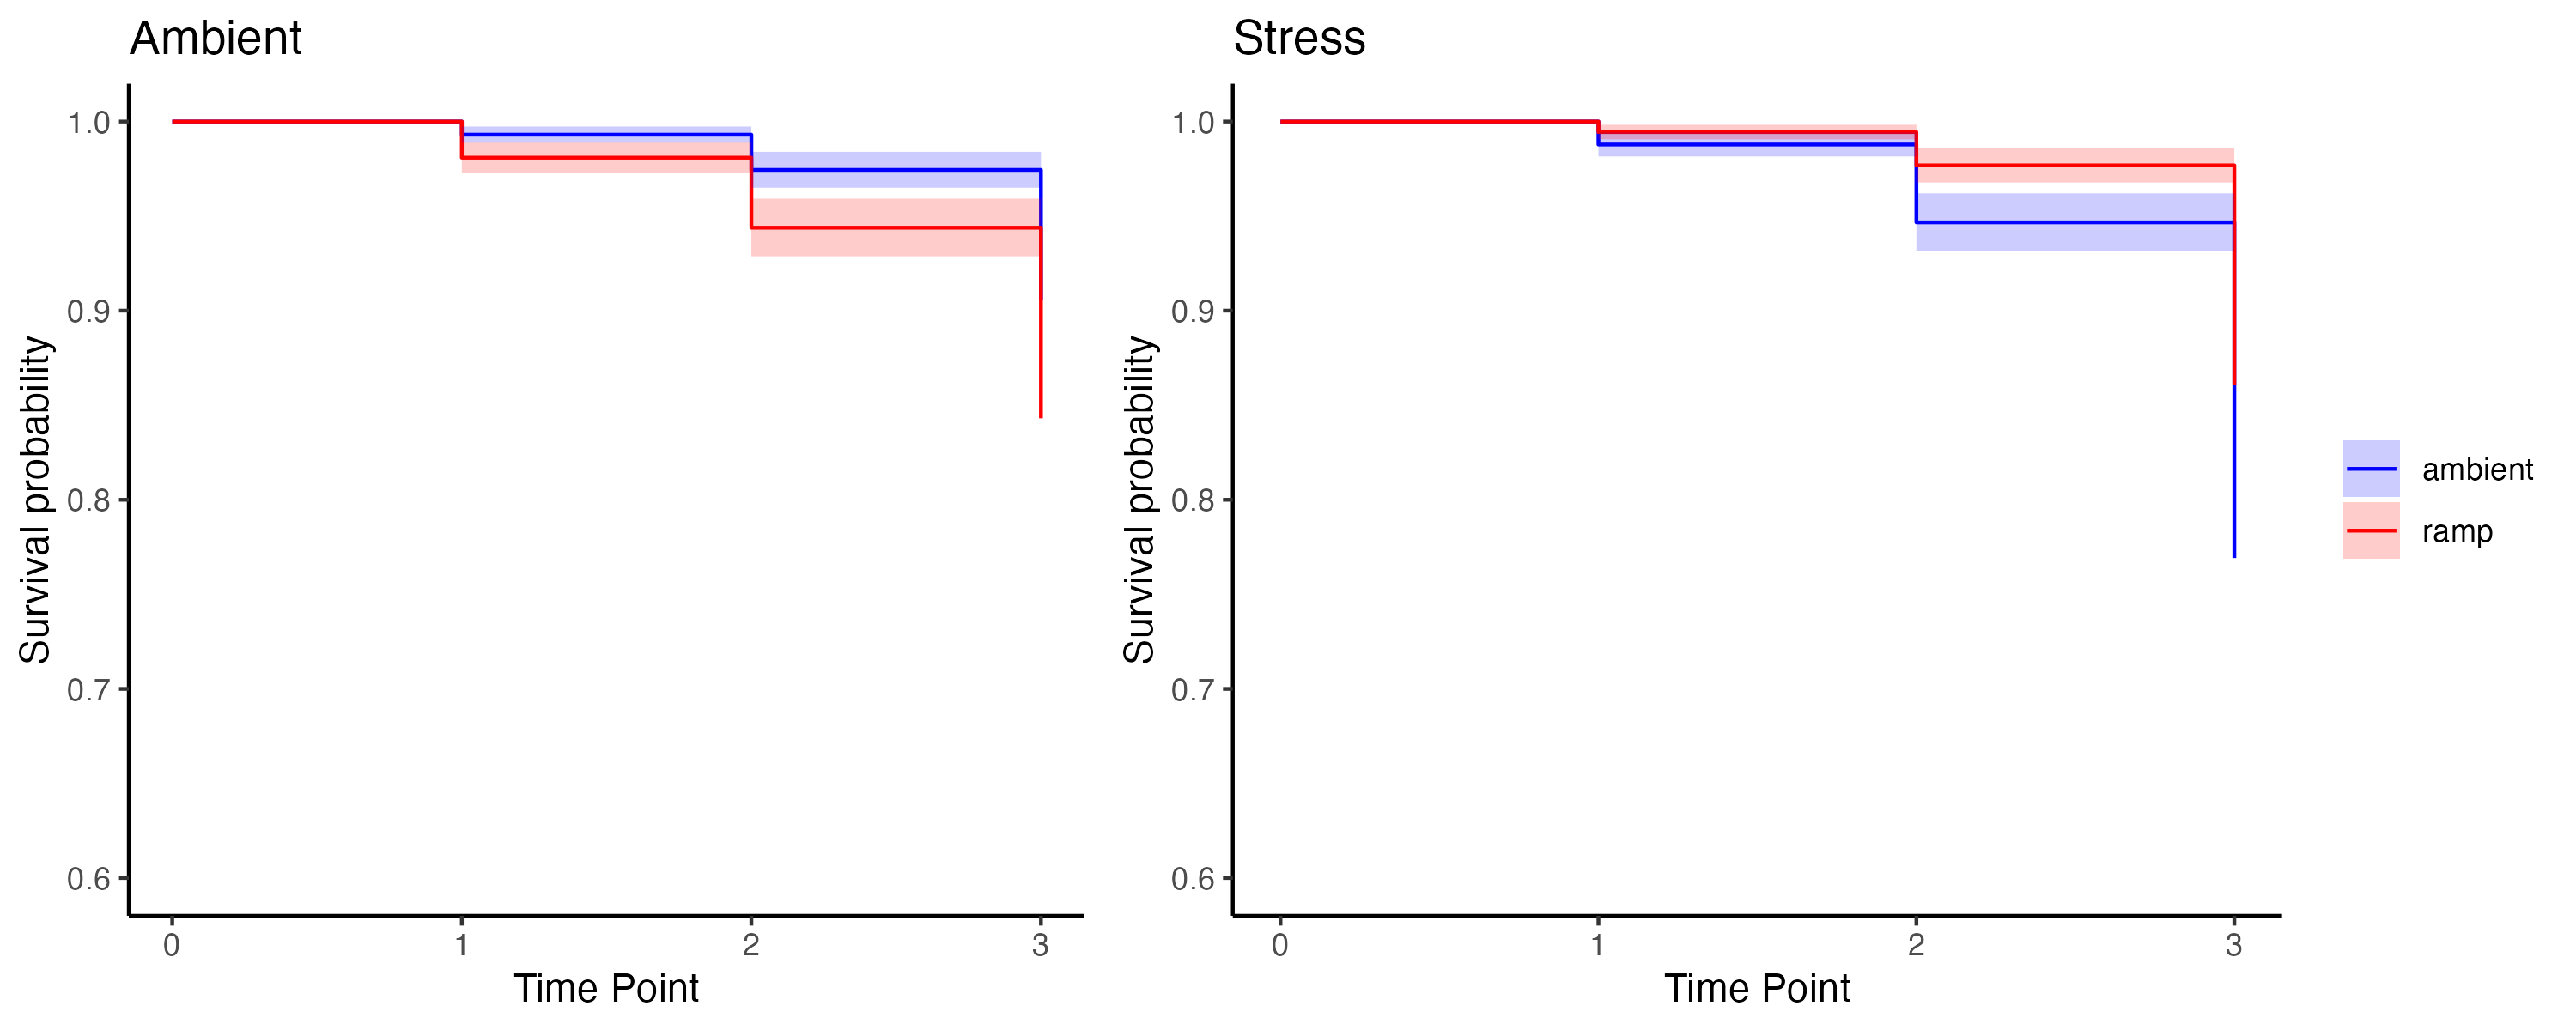 Ambient
Survival probability
1.0
0.9
0.8
0.7
0.6
0 1 2 3
Time Point
Stress
Survival probability
1.0
0.9
0.8
0.7
0.6
0 1 2 3
Time Point
ambient
ramp